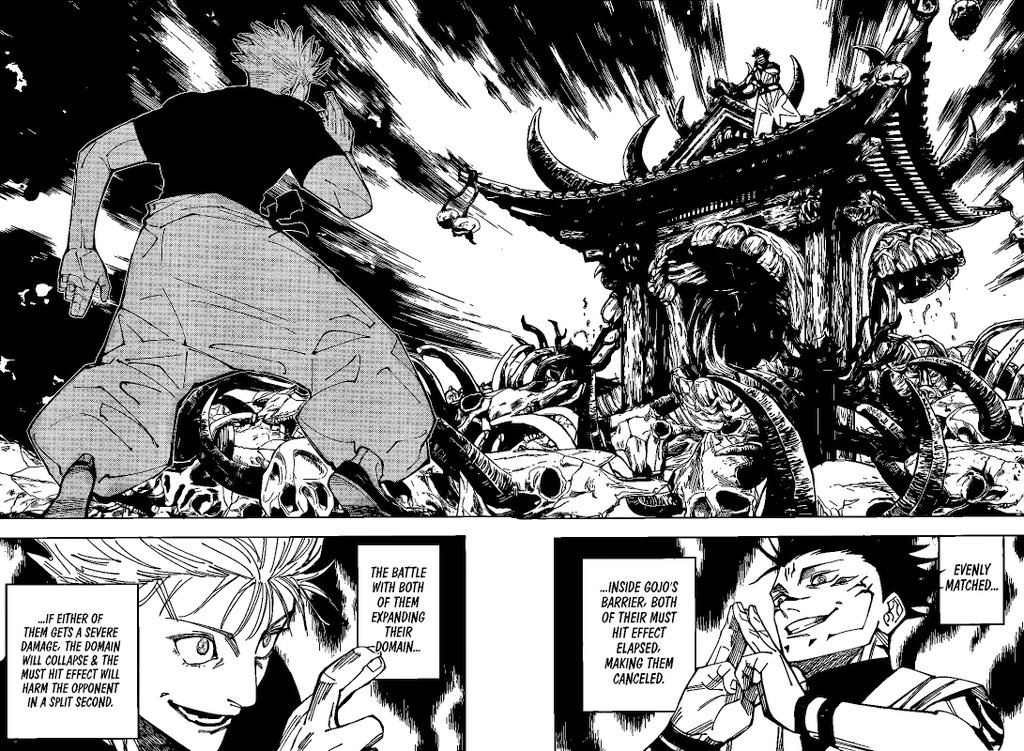 EVENLY
MATCHED...
...INSIDE GOJO'S
BARRIER, BOTH
OF THEIR MUST
HIT EFFECT
ELAPSED,
MAKING THEM
CANCELED.
THE BATTLE
WITH BOTH
OF THEM
EXPANDING
THEIR
DOMAIN...
...IF EITHER OF
THEM GETS A SEVERE
DAMAGE, THE DOMAIN
WILL COLLAPSE & THE
MUST HIT EFFECT WILL
HARM THE OPPONENT
IN A SPLIT SECOND.